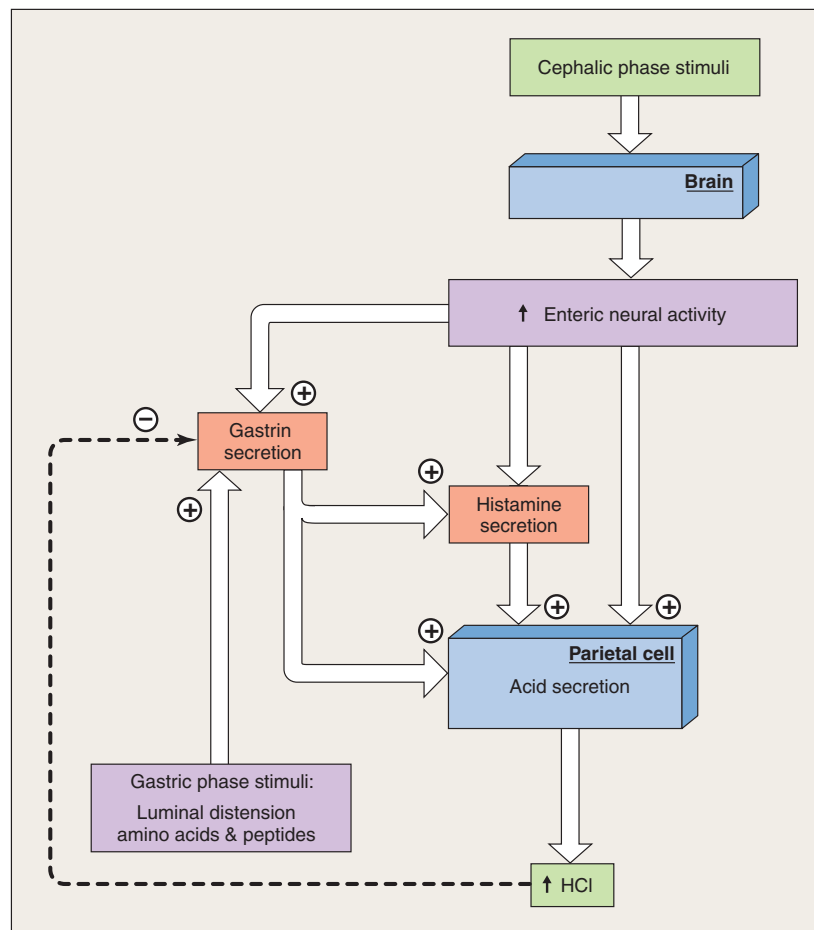 Cephalic phase stimuli
Brain
↑ Enteric neural activity
+
−
Gastrin
secretion
+
+
Histamine
secretion
+
+
+
Parietal cell
Acid secretion
Gastric phase stimuli:
Luminal distension
amino acids & peptides
↑ HCl